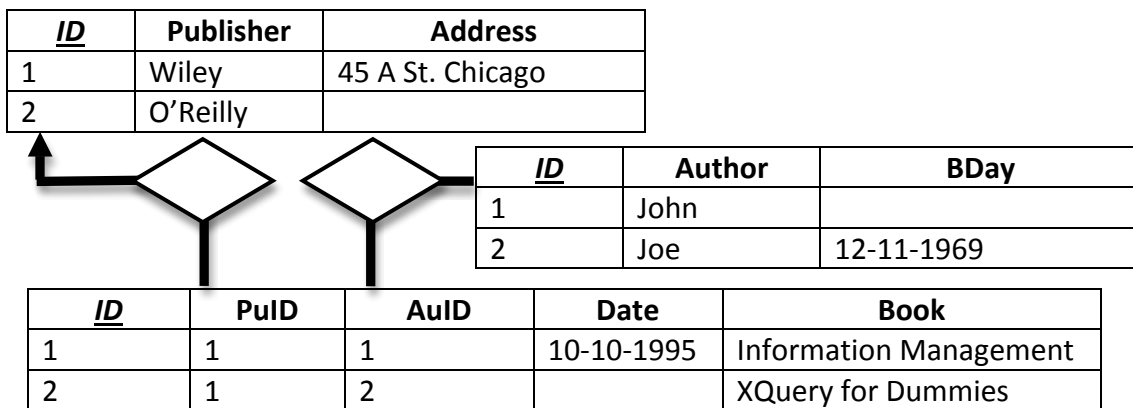 ID Publisher Address
1 Wiley 45 A St. Chicago
2 O’Reilly
ID Author BDay
1 John
2 Joe 12-11-1969
ID PuID AuID Date Book
1 1 1 10-10-1995 Information Management
2 1 2 XQuery for Dummies